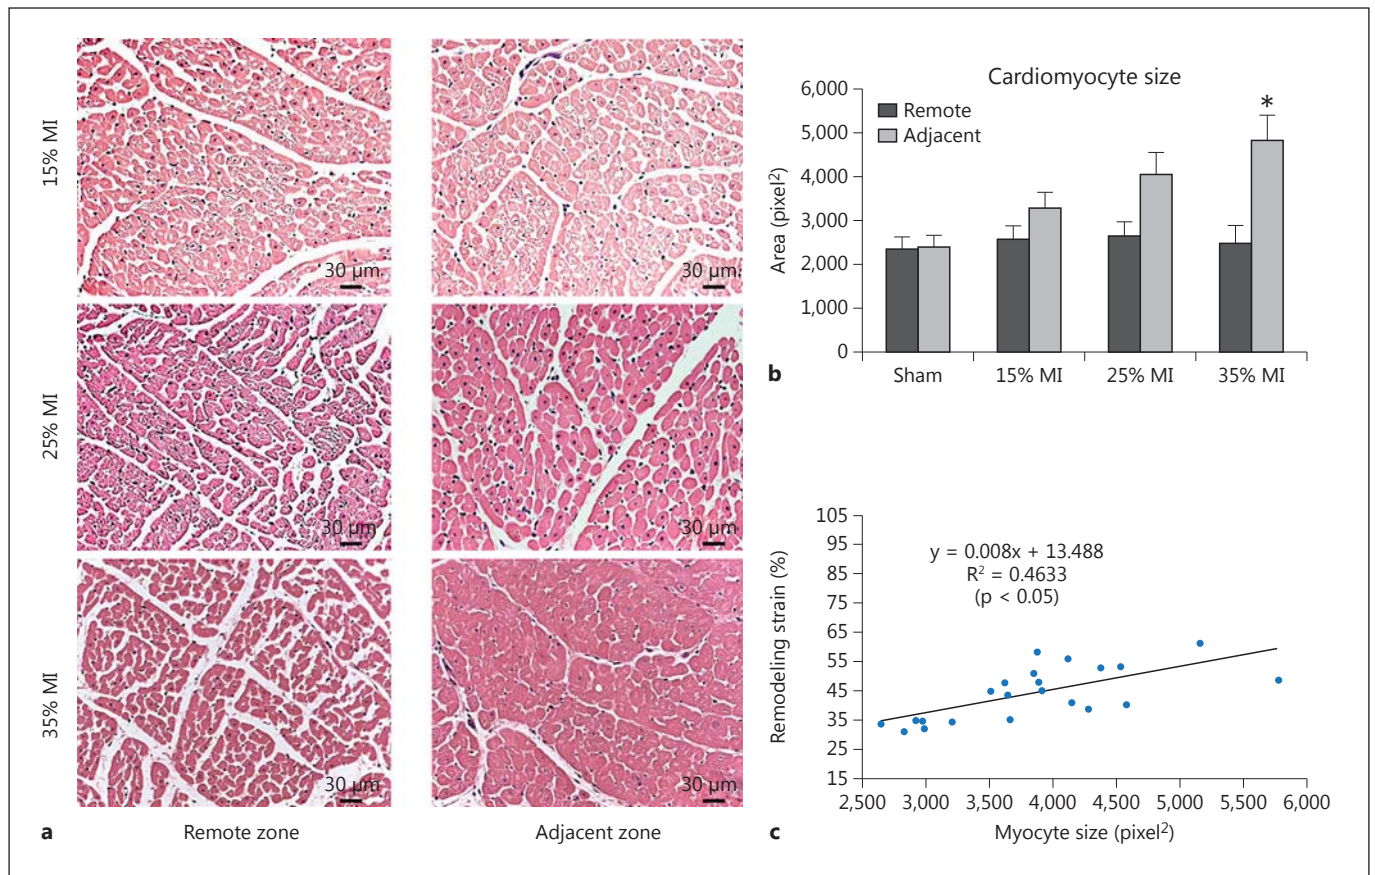 15% MI
30 µm
30 µm
25% MI
30 µm
30 µm
35% MI
30 µm
30 µm
a
Remote zone
Adjacent zone
Cardiomyocyte size
Remote
Adjacent
*
Area (pixel²)
6,000
5,000
4,000
3,000
2,000
1,000
0
Sham
15% MI
25% MI
35% MI
b
Remodeling strain (%)
105
95
85
75
65
55
45
35
25
15
y = 0.008x + 13.488
R² = 0.4633
(p < 0.05)
2,500
3,000
3,500
4,000
4,500
5,000
5,500
6,000
Myocyte size (pixel²)
c